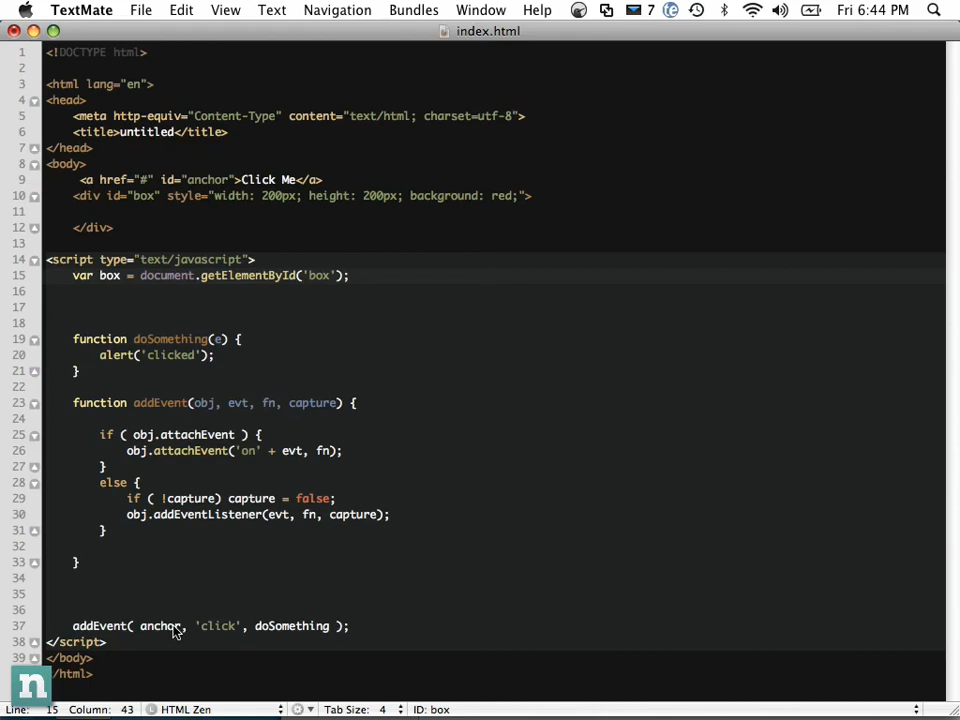 TextMate File Edit View Text Navigation Bundles Window Help 7 Fri 6:44 PM
index.html
1 <!DOCTYPE html>
2
3 <html lang="en">
4 <head>
5 <meta http-equiv="Content-Type" content="text/html; charset=utf-8">
6 <title>untitled</title>
7 </head>
8 <body>
9 <a href="#" id="anchor">Click Me</a>
10 <div id="box" style="width: 200px; height: 200px; background: red;">
11
12 </div>
13
14 <script type="text/javascript">
15 var box = document.getElementById('box');
16
17
18
19 function doSomething(e) {
20 alert('clicked');
21 }
22
23 function addEvent(obj, evt, fn, capture) {
24
25 if ( obj.attachEvent ) {
26 obj.attachEvent('on' + evt, fn);
27 }
28 else {
29 if ( !capture) capture = false;
30 obj.addEventListener(evt, fn, capture);
31 }
32
33 }
34
35
36
37 addEvent( anchor, 'click', doSomething );
38 </script>
39 </body>
/html>
n
Line: 15 Column: 43 HTML Zen Tab Size: 4 ID: box